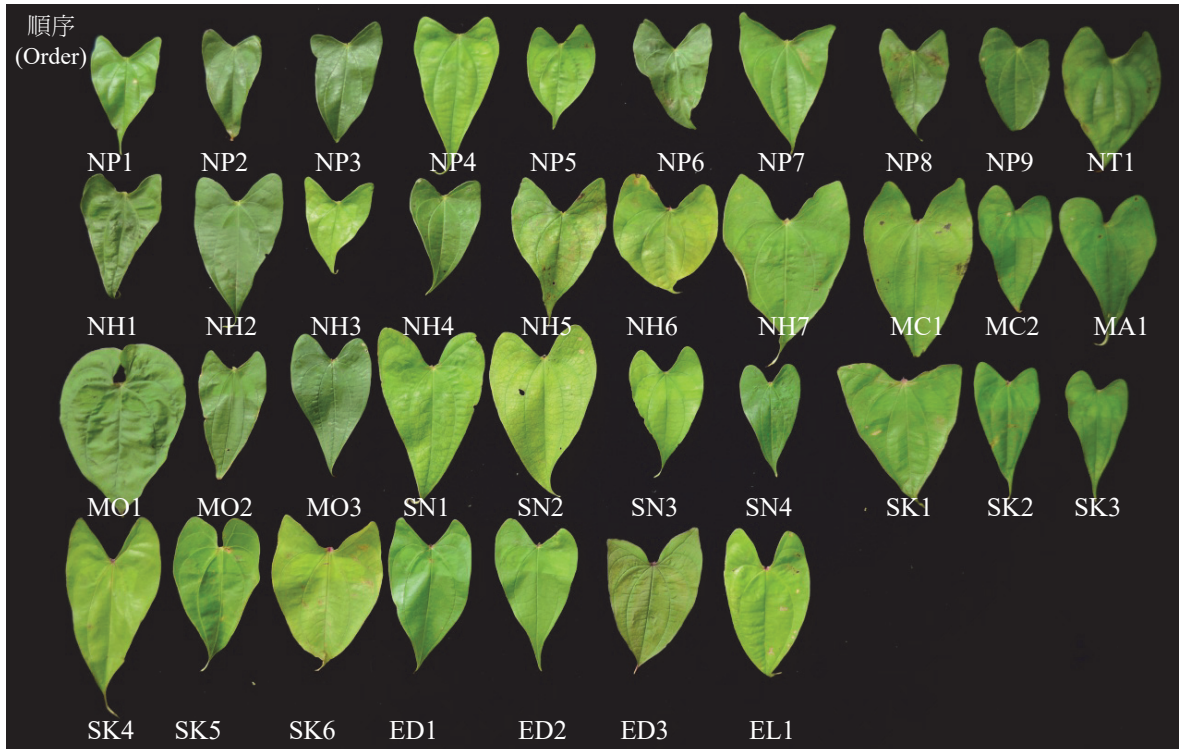 順序
(Order)
NP1 NP2 NP3 NP4 NP5 NP6 NP7 NP8 NP9 NT1
NH1 NH2 NH3 NH4 NH5 NH6 NH7 MC1 MC2 MA1
MO1 MO2 MO3 SN1 SN2 SN3 SN4 SK1 SK2 SK3
SK4 SK5 SK6 ED1 ED2 ED3 EL1